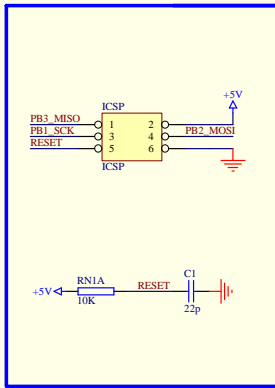 ICSP
+5V
PB3_MISO 1 2
PB1_SCK 3 4 PB2_MOSI
RESET 5 6
ICSP
RN1A C1
+5V RESET
10K 22p